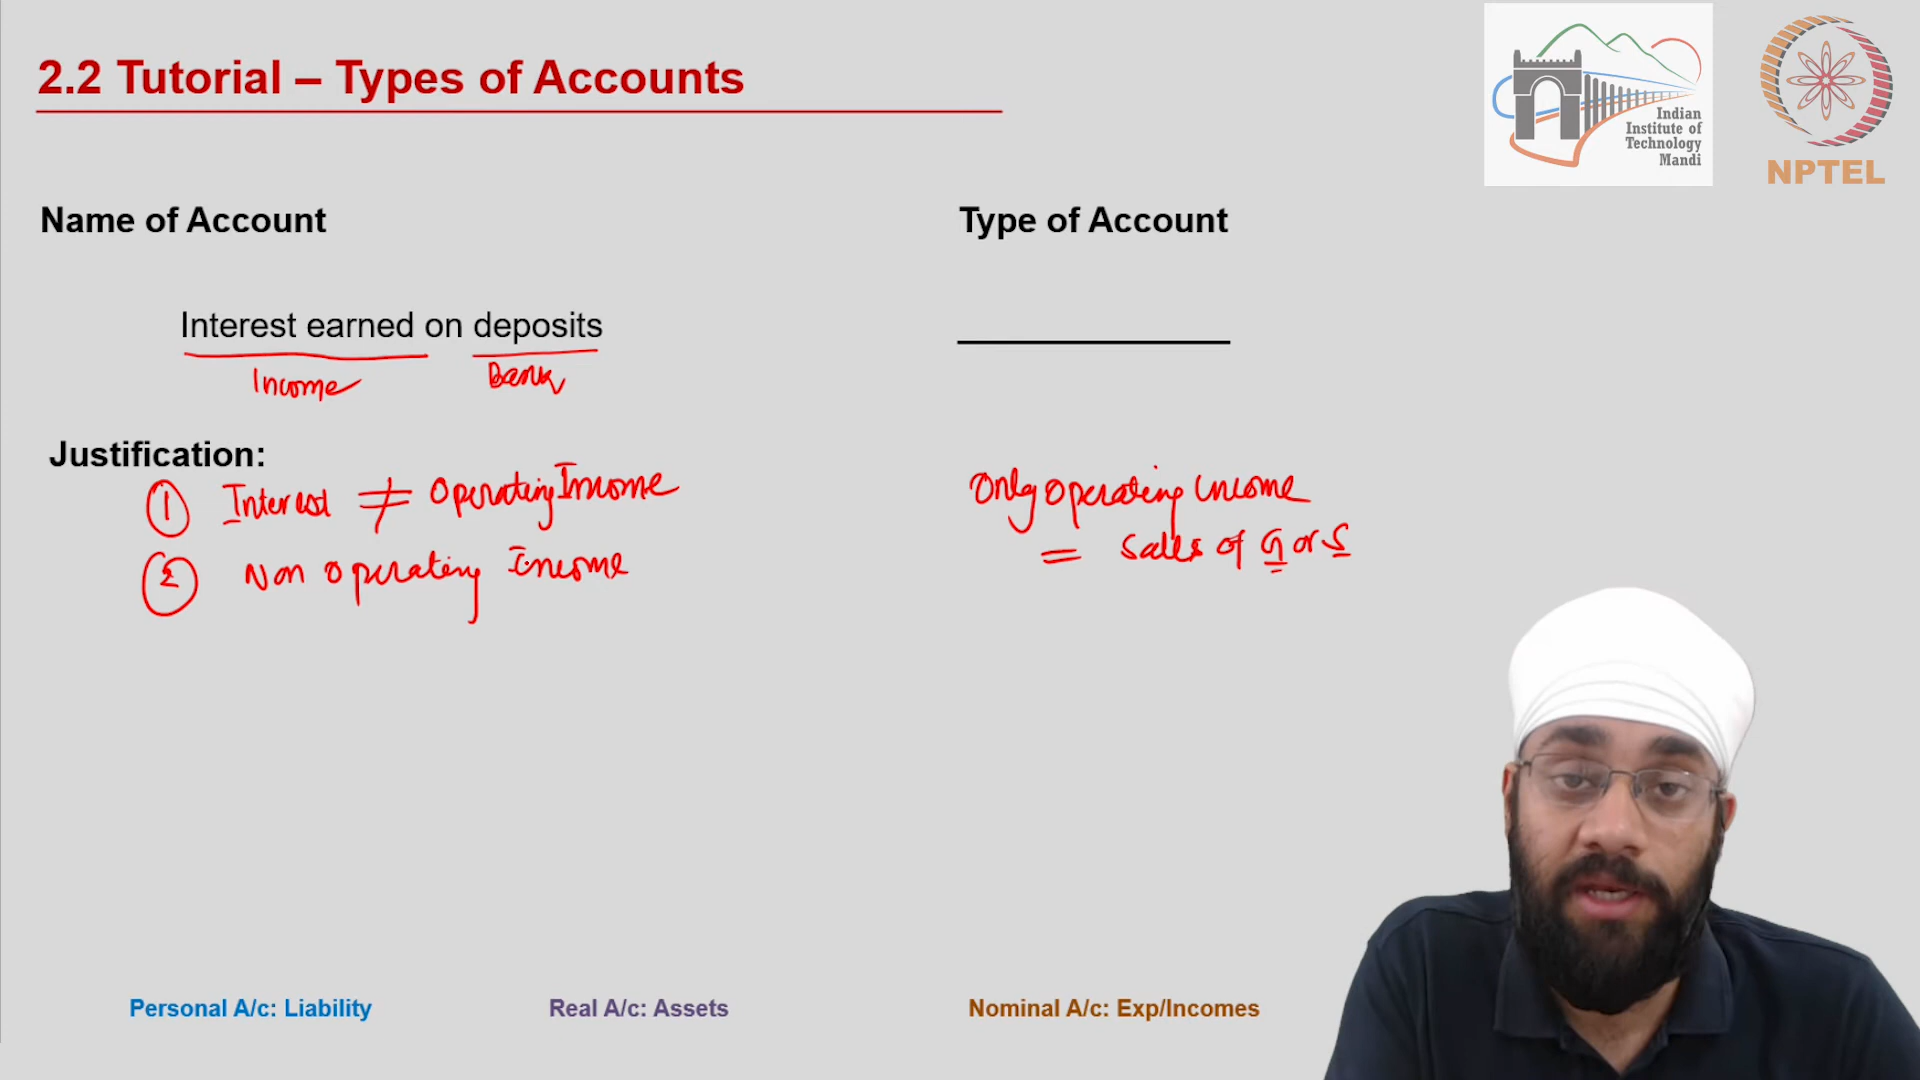 2.2 Tutorial – Types of Accounts
Indian
Institute of
Technology
Mandi
NPTEL
Name of Account
Type of Account
Interest earned on deposits
Income
Bank
Justification:
① Interest ≠ Operating Income
Only operating income
② Non operating Income
= Sales of G or S
Personal A/c: Liability
Real A/c: Assets
Nominal A/c: Exp/Incomes